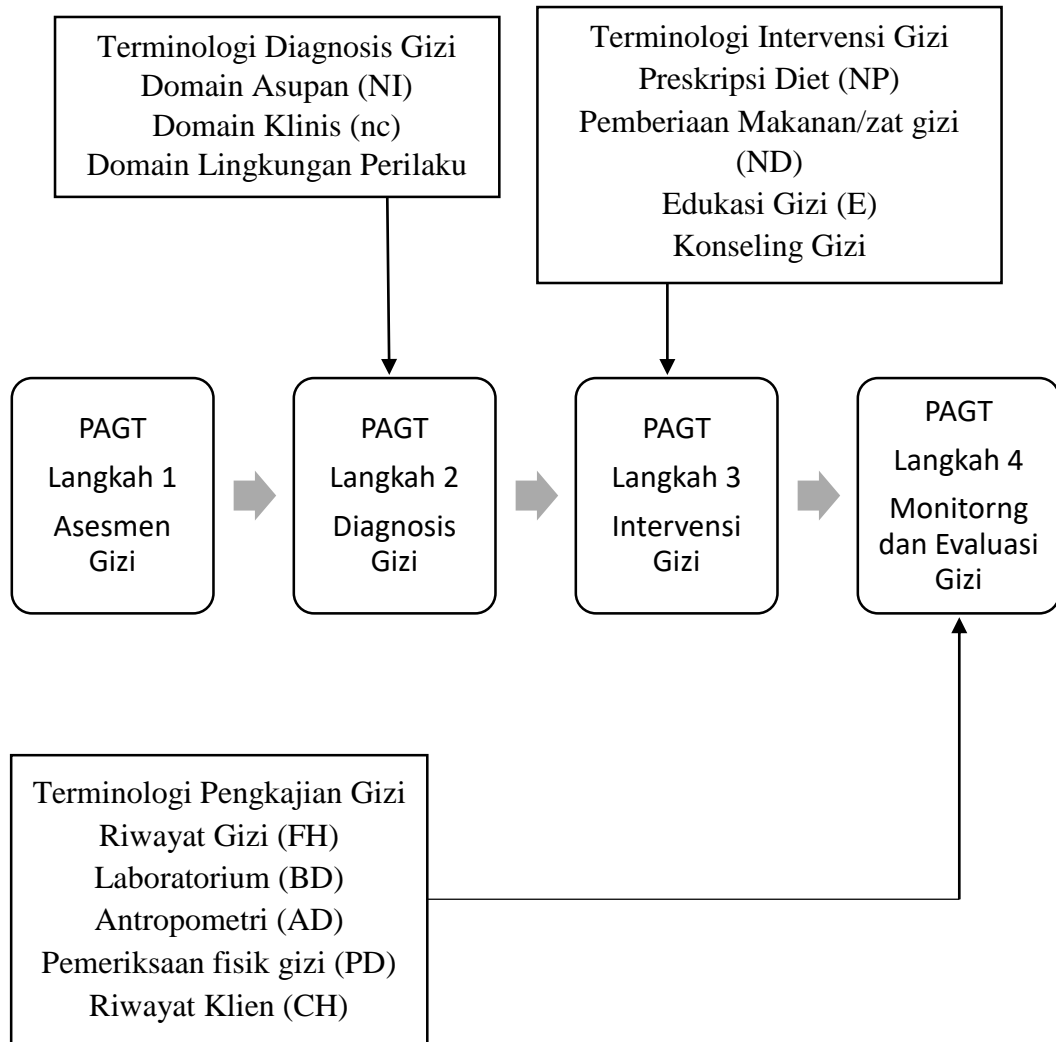 Terminologi Diagnosis Gizi
Domain Asupan (NI)
Domain Klinis (nc)
Domain Lingkungan Perilaku
Terminologi Intervensi Gizi
Preskripsi Diet (NP)
Pemberiaan Makanan/zat gizi
(ND)
Edukasi Gizi (E)
Konseling Gizi
PAGT
Langkah 1
Asesmen
Gizi
PAGT
Langkah 2
Diagnosis
Gizi
PAGT
Langkah 3
Intervensi
Gizi
PAGT
Langkah 4
Monitorng
dan Evaluasi
Gizi
Terminologi Pengkajian Gizi
Riwayat Gizi (FH)
Laboratorium (BD)
Antropometri (AD)
Pemeriksaan fisik gizi (PD)
Riwayat Klien (CH)